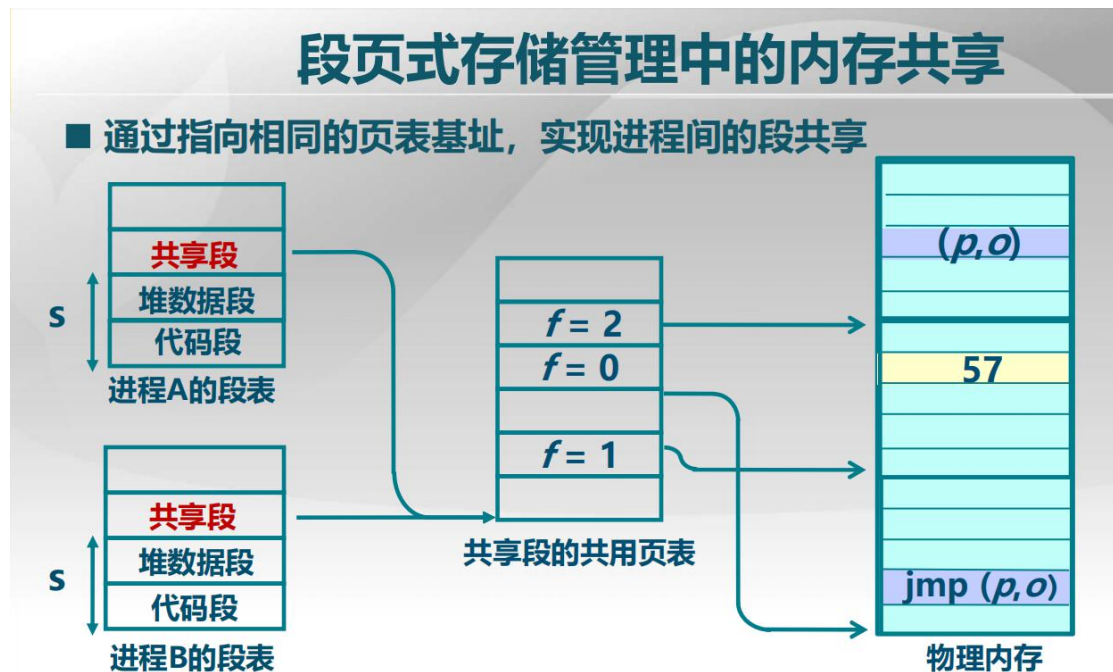 段页式存储管理中的内存共享
■ 通过指向相同的页表基址，实现进程间的段共享
共享段
堆数据段
代码段
S
进程A的段表
共享段
堆数据段
代码段
S
进程B的段表
f = 2
f = 0
f = 1
共享段的共用页表
(p,o)
57
jmp (p,o)
物理内存